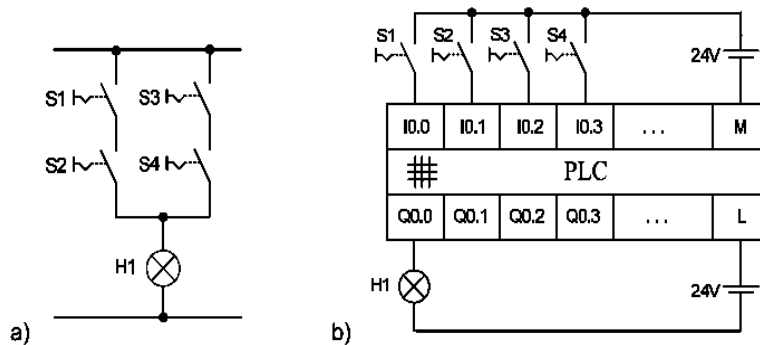 S1
S3
S2
S4
H1
a)
S1 S2 S3 S4
24V
I0.0 I0.1 I0.2 I0.3 ... M
PLC
Q0.0 Q0.1 Q0.2 Q0.3 ... L
H1
24V
b)